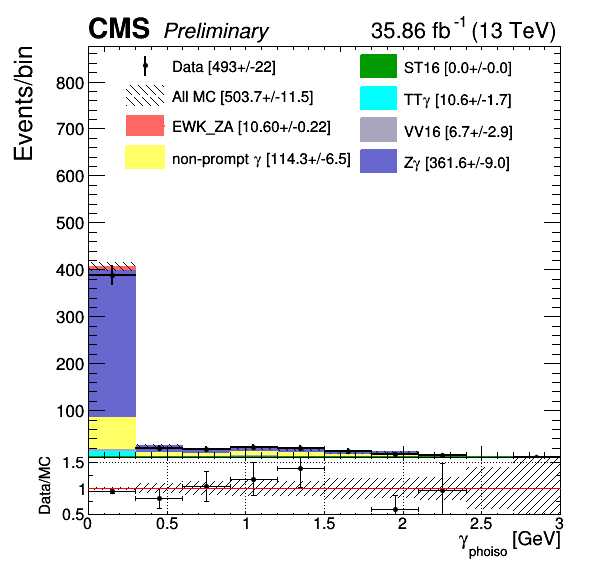 CMS Preliminary 35.86 fb⁻¹ (13 TeV)
Events/bin
Data [493+/-22]
All MC [503.7+/-11.5]
EWK_ZA [10.60+/-0.22]
non-prompt γ [114.3+/-6.5]
ST16 [0.0+/-0.0]
TTγ [10.6+/-1.7]
VV16 [6.7+/-2.9]
Zγ [361.6+/-9.0]
800
700
600
500
400
300
200
100
Data/MC
1.5
1
0.5
0 0.5 1 1.5 2 2.5 3
γphoiso [GeV]